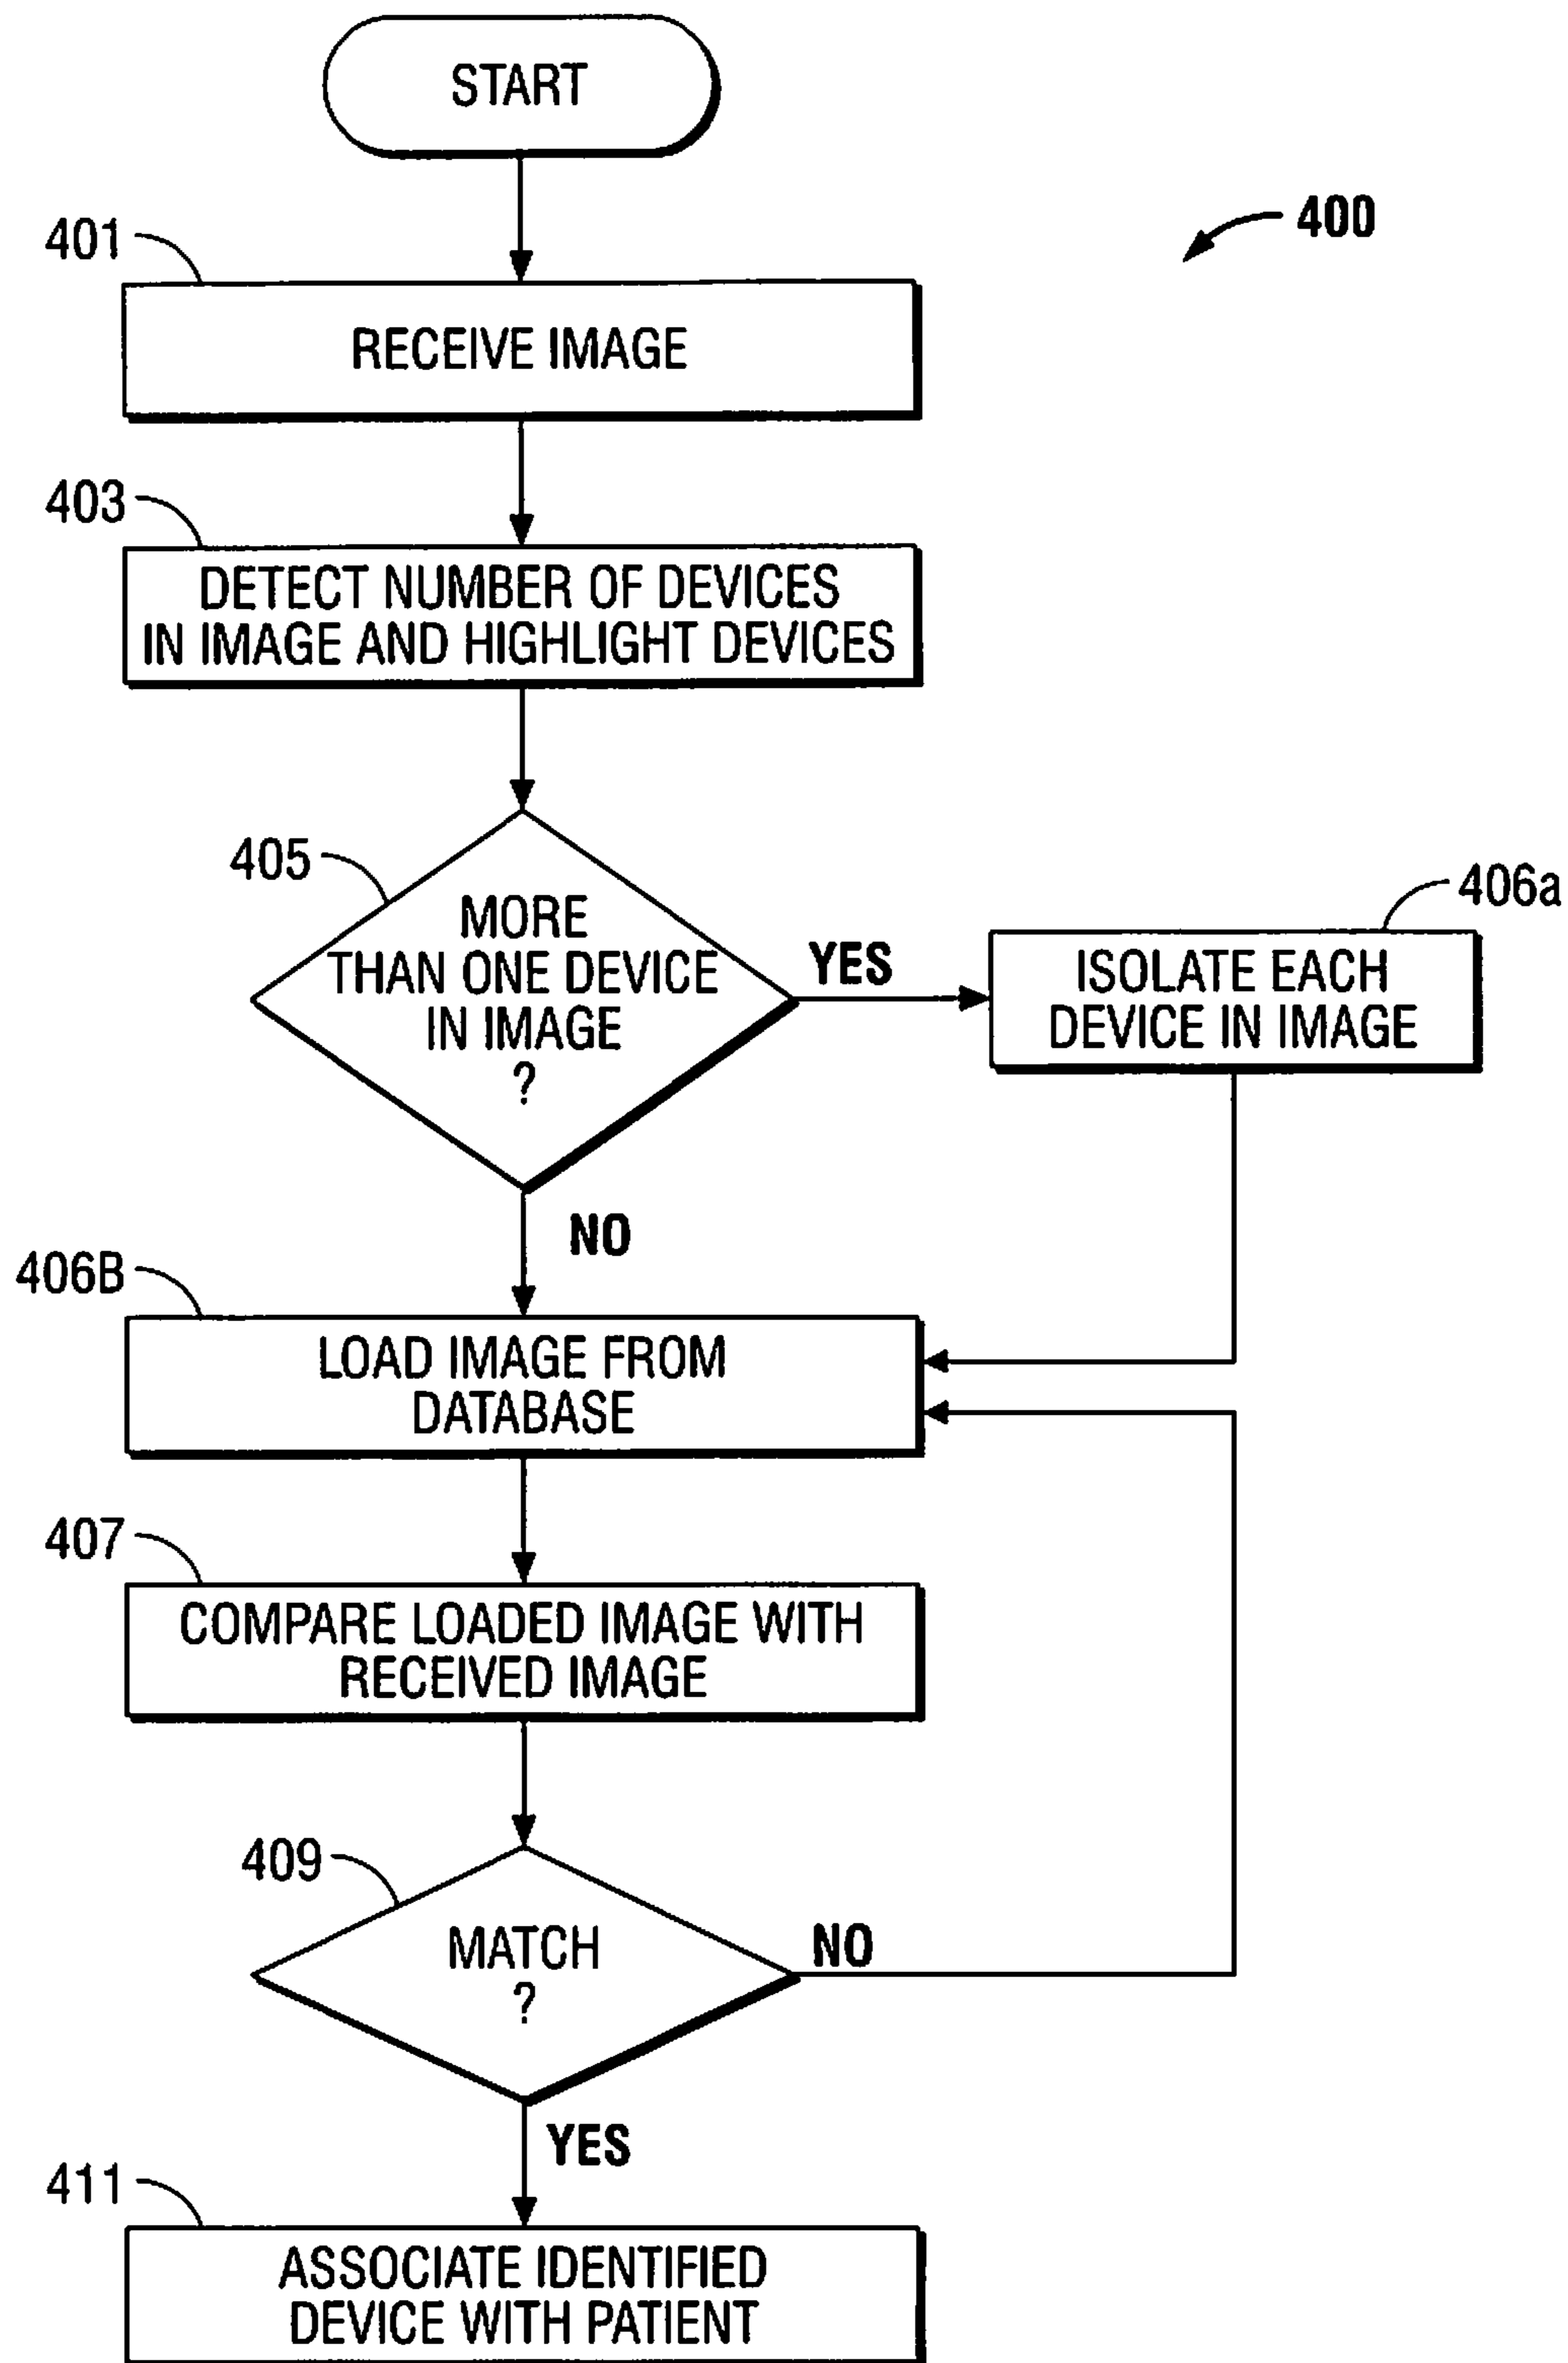 START
400
401
RECEIVE IMAGE
403
DETECT NUMBER OF DEVICES
IN IMAGE AND HIGHLIGHT DEVICES
405
MORE
THAN ONE DEVICE
IN IMAGE
?
YES
406a
ISOLATE EACH
DEVICE IN IMAGE
NO
406B
LOAD IMAGE FROM
DATABASE
407
COMPARE LOADED IMAGE WITH
RECEIVED IMAGE
409
MATCH
?
NO
YES
411
ASSOCIATE IDENTIFIED
DEVICE WITH PATIENT